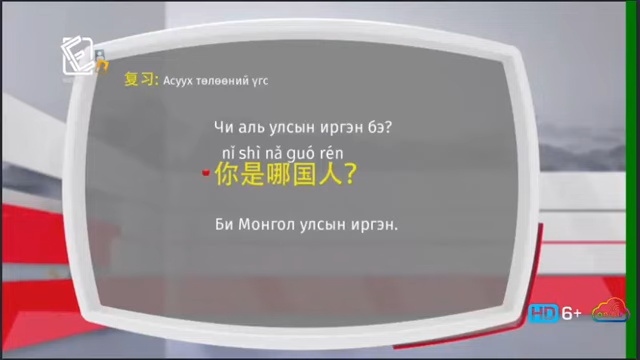 复习: Асуух төлөөний үгс
Чи аль улсын иргэн бэ?
nǐ shì nǎ guó rén
你是哪国人？
Би Монгол улсын иргэн.
HD 6+